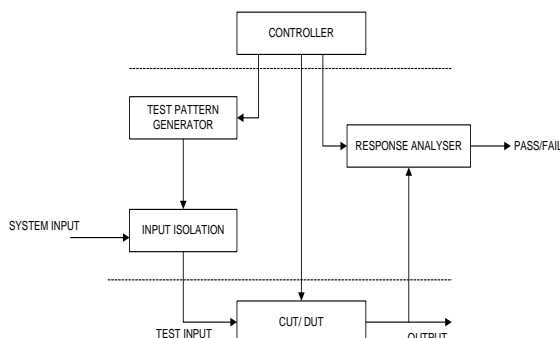 CONTROLLER
TEST PATTERN
GENERATOR
RESPONSE ANALYSER
PASS/FAIL
SYSTEM INPUT
INPUT ISOLATION
CUT/ DUT
TEST INPUT
OUTPUT